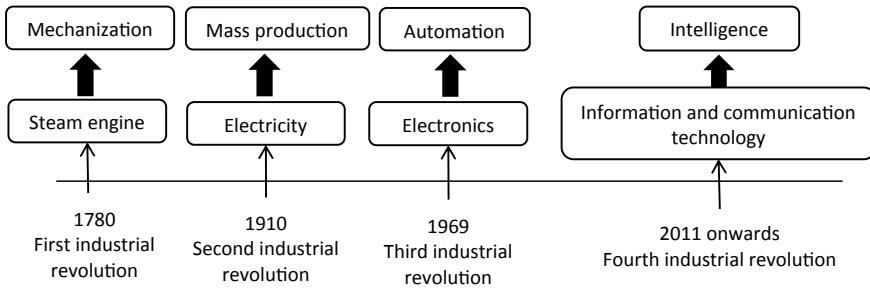 Mechanization
Mass production
Automation
Intelligence
Steam engine
Electricity
Electronics
Information and communication
technology
1780
First industrial
revolution
1910
Second industrial
revolution
1969
Third industrial
revolution
2011 onwards
Fourth industrial revolution